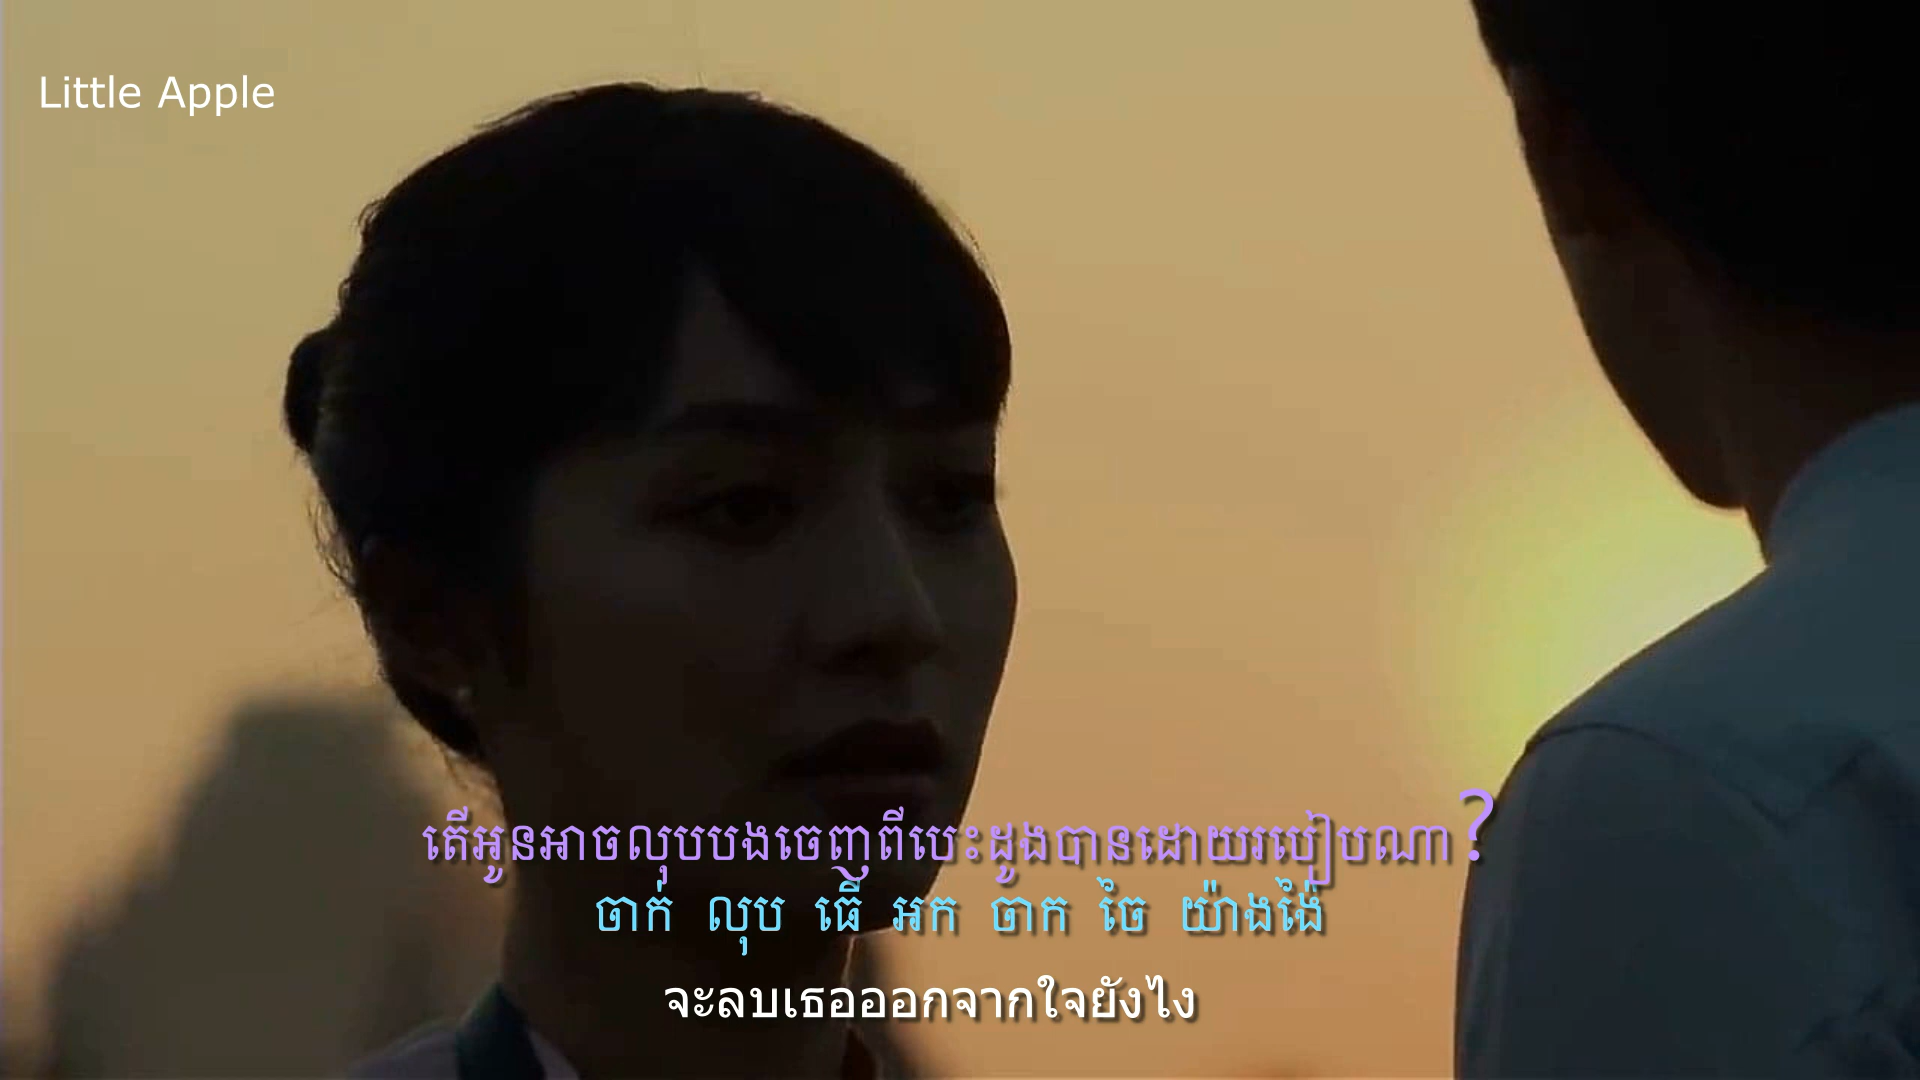 Little Apple
តើអូនអាចលុបបងចេញពីបេះដូងបានដោយរបៀបណា?
ចាក់ លុប ធើ អក ចាក ចៃ យ៉ាងង៉ៃ
จะลบเธอออกจากใจยังไง